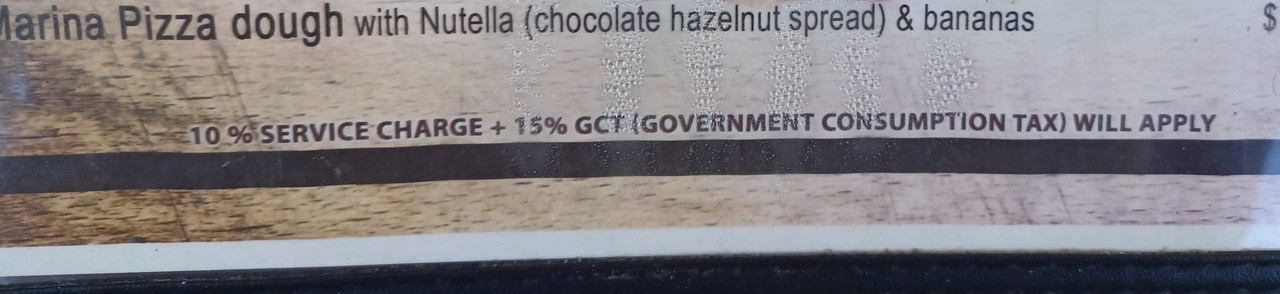 Marina Pizza dough with Nutella (chocolate hazelnut spread) & bananas $
10 % SERVICE CHARGE + 15% GCT (GOVERNMENT CONSUMPTION TAX) WILL APPLY